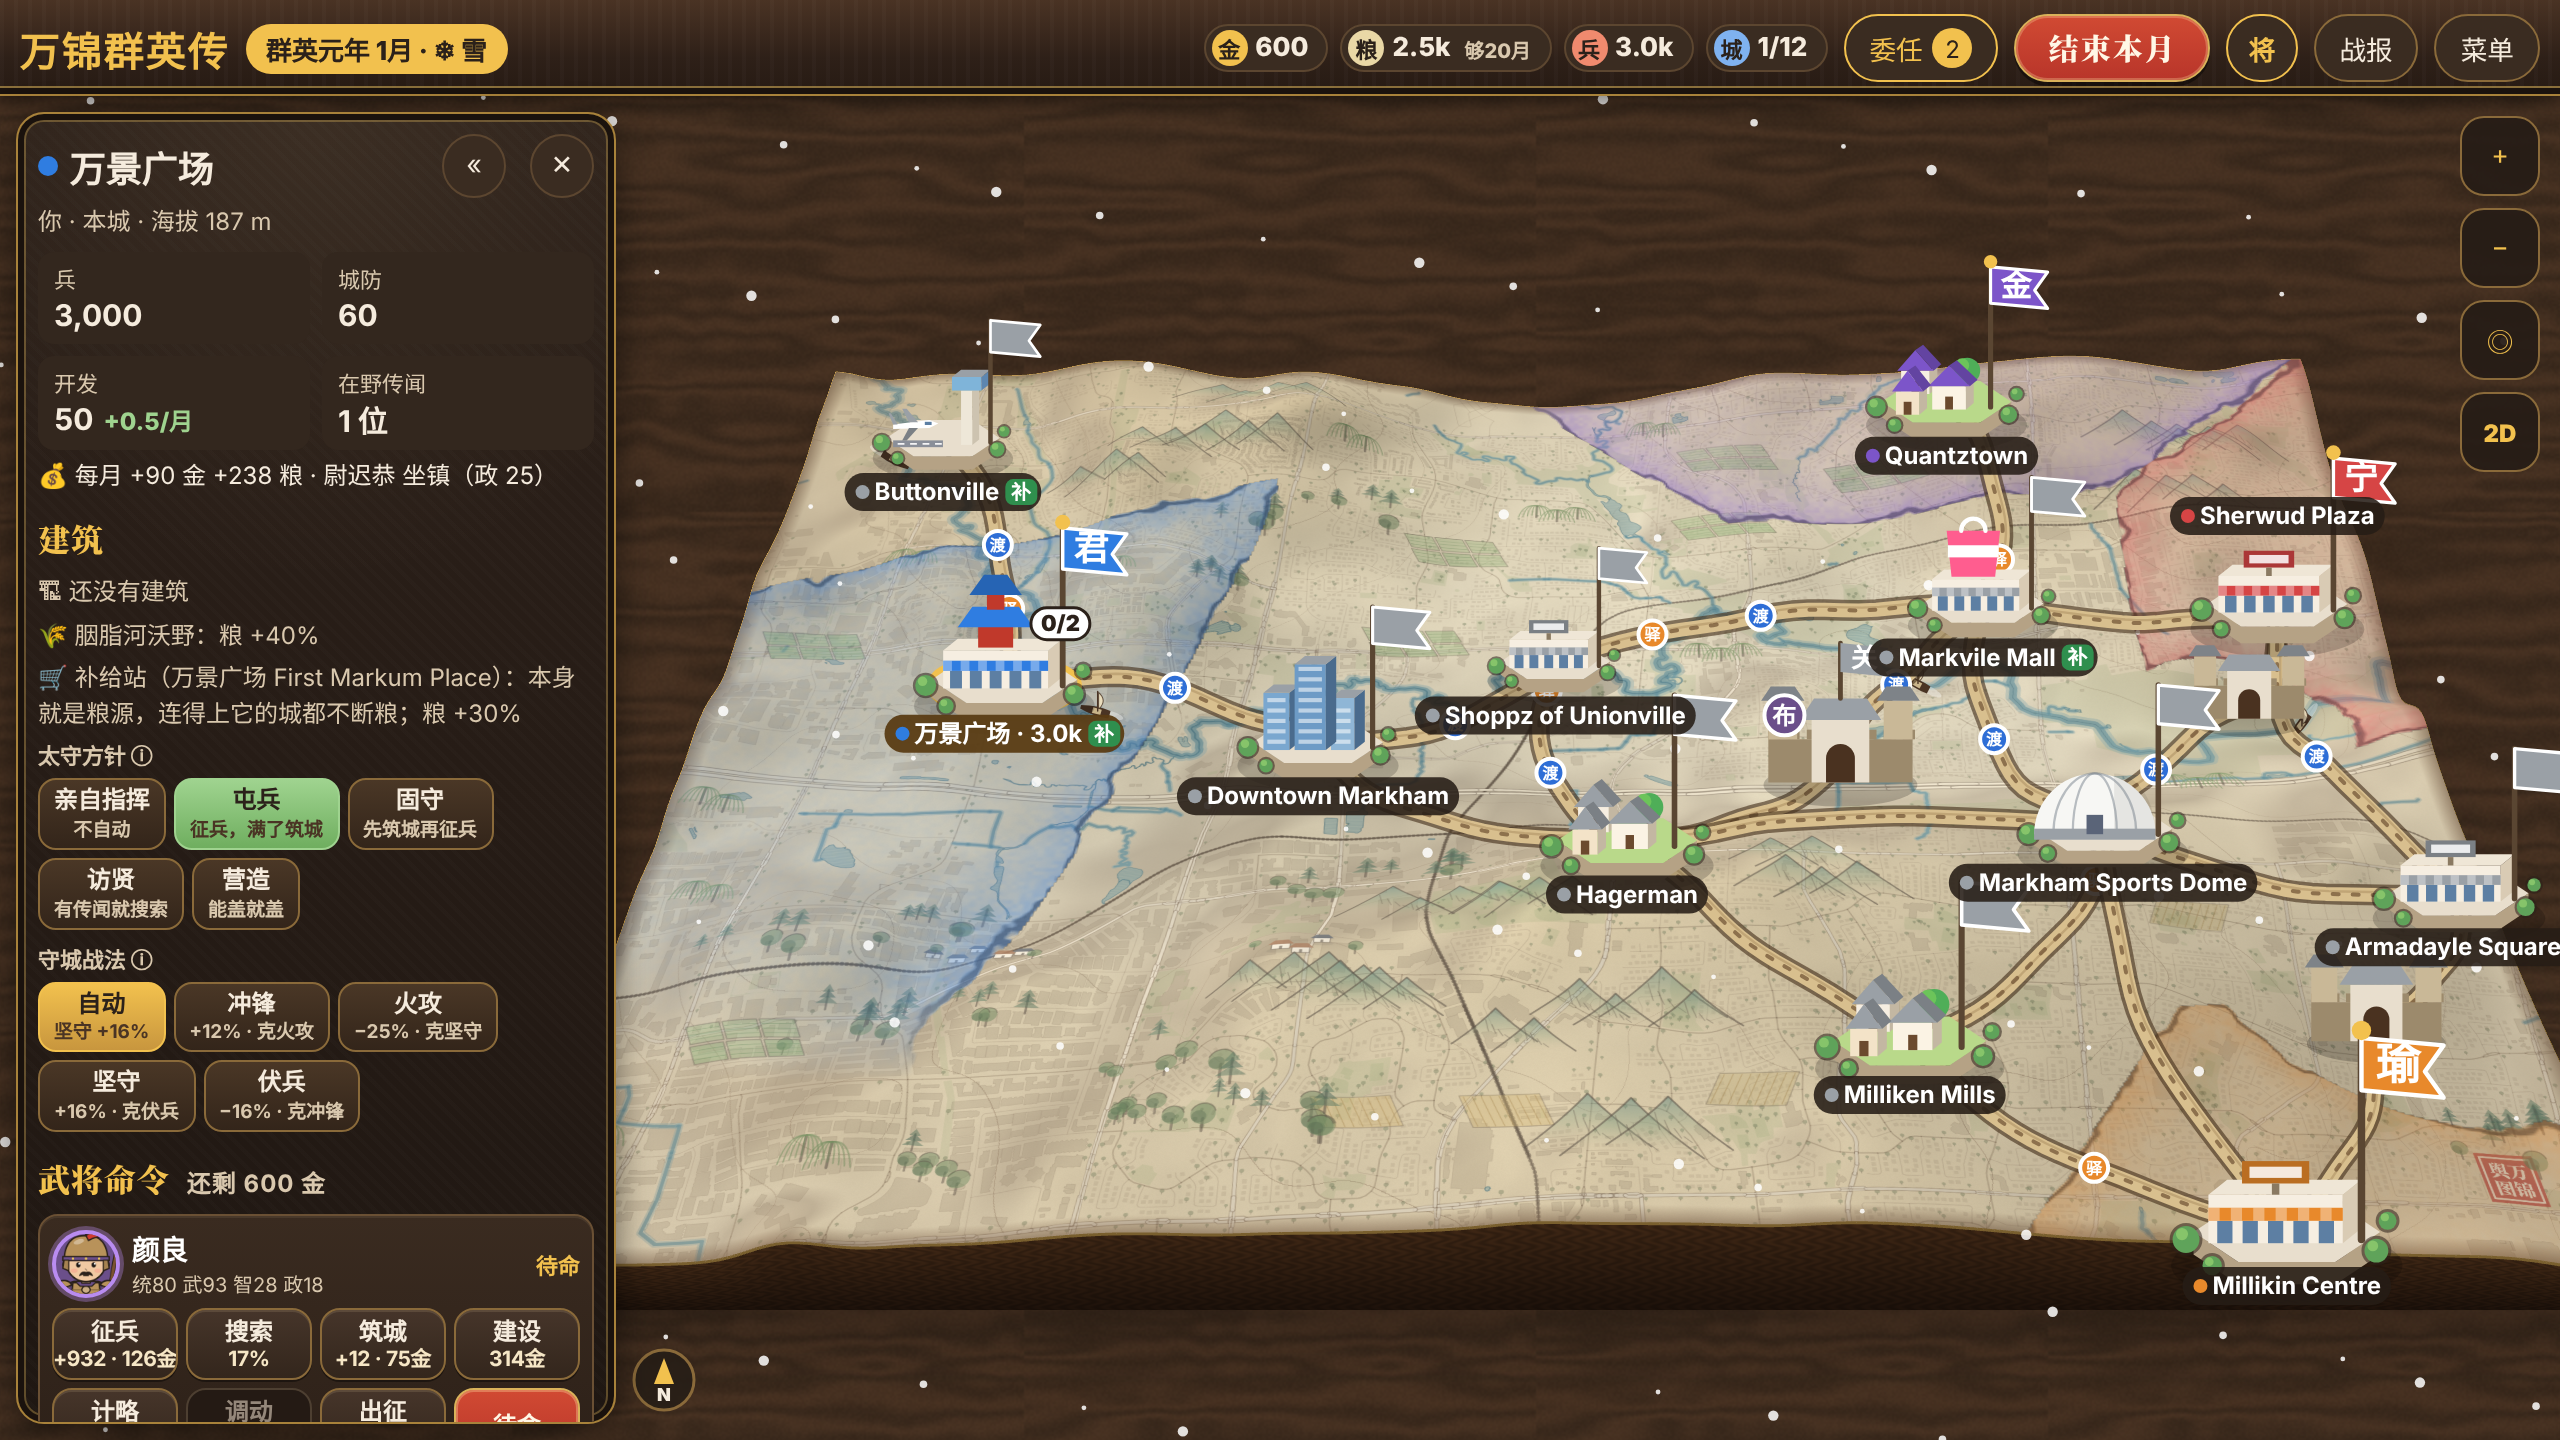 万锦群英传
群英元年 1月 · ❄ 雪
金 600
粮 2.5k 够20月
兵 3.0k
城 1/12
委任 2
结束本月
将
战报
菜单
万景广场
«
✕
你 · 本城 · 海拔 187 m
兵
3,000
城防
60
开发
50 +0.5/月
在野传闻
1 位
💰 每月 +90 金 +238 粮 · 尉迟恭 坐镇（政 25）
建筑
🏗 还没有建筑
🌾 胭脂河沃野：粮 +40%
🛒 补给站（万景广场 First Markum Place）：本身
就是粮源，连得上它的城都不断粮；粮 +30%
太守方针 ⓘ
亲自指挥
不自动
屯兵
征兵，满了筑城
固守
先筑城再征兵
访贤
有传闻就搜索
营造
能盖就盖
守城战法 ⓘ
自动
坚守 +16%
冲锋
+12% · 克火攻
火攻
−25% · 克坚守
坚守
+16% · 克伏兵
伏兵
−16% · 克冲锋
武将命令 还剩 600 金
颜良
统80 武93 智28 政18
待命
征兵
+932 · 126金
搜索
17%
筑城
+12 · 75金
建设
314金
计略
调动
出征
待命
+
−
◎
2D
金
Quantztown
宁
Sherwud Plaza
Buttonville 补
渡
君
驿
0/2
万景广场 · 3.0k 补
渡
Downtown Markham
Shoppz of Unionville
驿
渡
驿
关
Markvile Mall 补
渡
布
渡
渡
渡
渡
Hagerman
Markham Sports Dome
Armadayle Square
瑜
Milliken Mills
驿
舆万
图锦
Millikin Centre
N